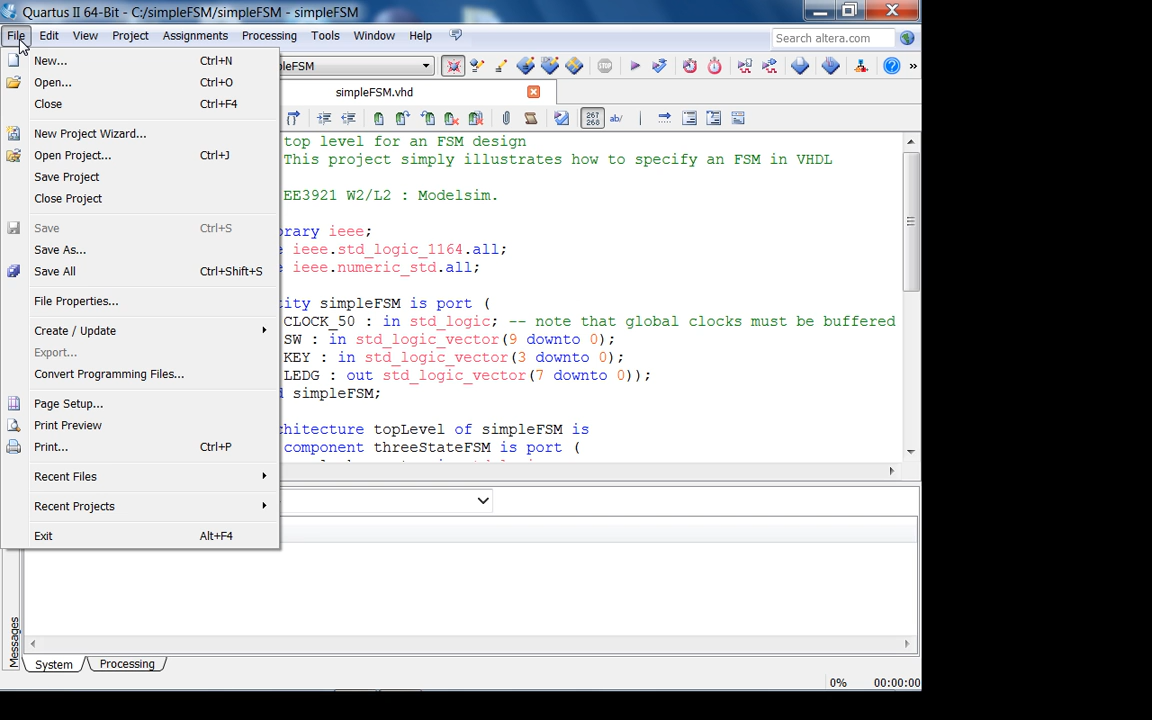 Quartus II 64-Bit - C:/simpleFSM/simpleFSM - simpleFSM
File Edit View Project Assignments Processing Tools Window Help
Search altera.com
New... Ctrl+N
Open... Ctrl+O
Close Ctrl+F4
New Project Wizard...
Open Project... Ctrl+J
Save Project
Close Project
Save Ctrl+S
Save As...
Save All Ctrl+Shift+S
File Properties...
Create / Update
Export...
Convert Programming Files...
Page Setup...
Print Preview
Print... Ctrl+P
Recent Files
Recent Projects
Exit Alt+F4
leFSM
STOP
»
simpleFSM.vhd
267
268
ab/
top level for an FSM design
This project simply illustrates how to specify an FSM in VHDL
EE3921 W2/L2 : Modelsim.
rary ieee;
e ieee.std_logic_1164.all;
e ieee.numeric_std.all;
tity simpleFSM is port (
CLOCK_50 : in std_logic; -- note that global clocks must be buffered
SW : in std_logic_vector(9 downto 0);
KEY : in std_logic_vector(3 downto 0);
LEDG : out std_logic_vector(7 downto 0));
d simpleFSM;
hitecture topLevel of simpleFSM is
component threeStateFSM is port (
Messages
System Processing
0% 00:00:00